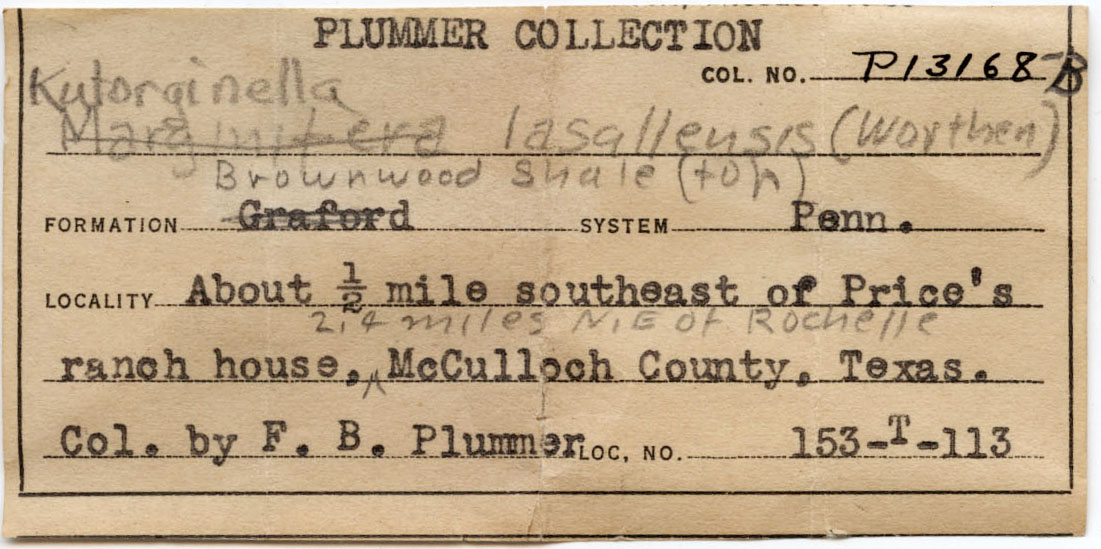 PLUMMER COLLECTION
COL. NO. P13168-B
Kutorginella
Marginifera lasallensis (Worthen)
Brownwood Shale (top)
FORMATION Graford SYSTEM Penn.
LOCALITY About 1/2 mile southeast of Price's
2.4 miles N.E of Rochelle
ranch house, ^ McCulloch County, Texas.
Col. by F. B. Plummer LOC. NO. 153-T-113